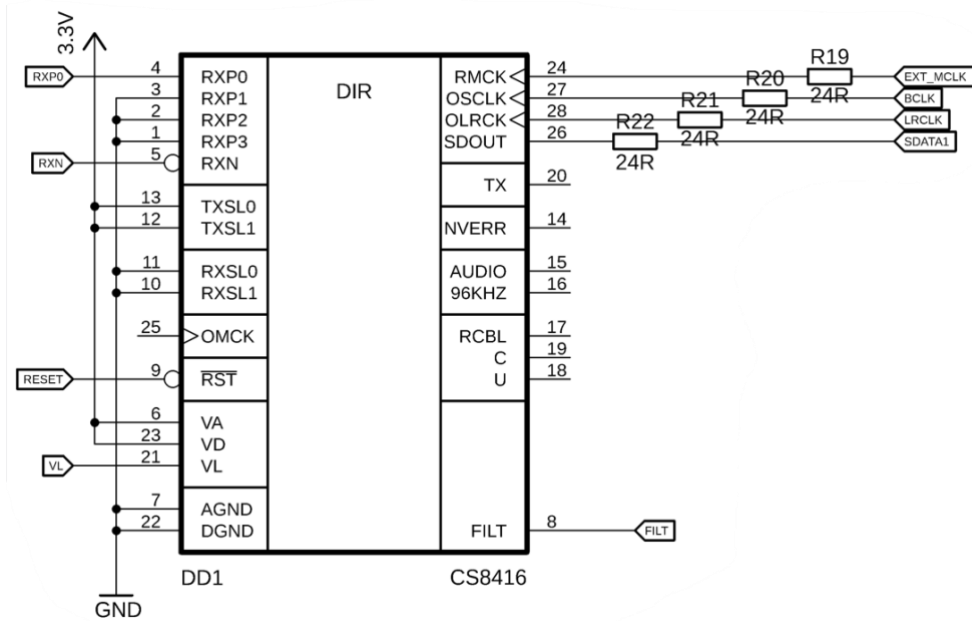 3.3V
R19
RXP0 4 RXP0 DIR RMCK 24 EXT_MCLK
R20 24R
3 RXP1 OSCLK 27 BCLK
R21 24R
2 RXP2 OLRCK 28 LRCLK
R22 24R
1 RXP3 SDOUT 26 SDATA1
24R
RXN 5 RXN
TX 20
13 TXSL0
12 TXSL1 NVERR 14
11 RXSL0 AUDIO 15
10 RXSL1 96KHZ 16
25 OMCK RCBL 17
C 19
RESET 9 RST U 18
6 VA
23 VD
VL 21 VL
7 AGND
22 DGND FILT 8 FILT
DD1 CS8416
GND